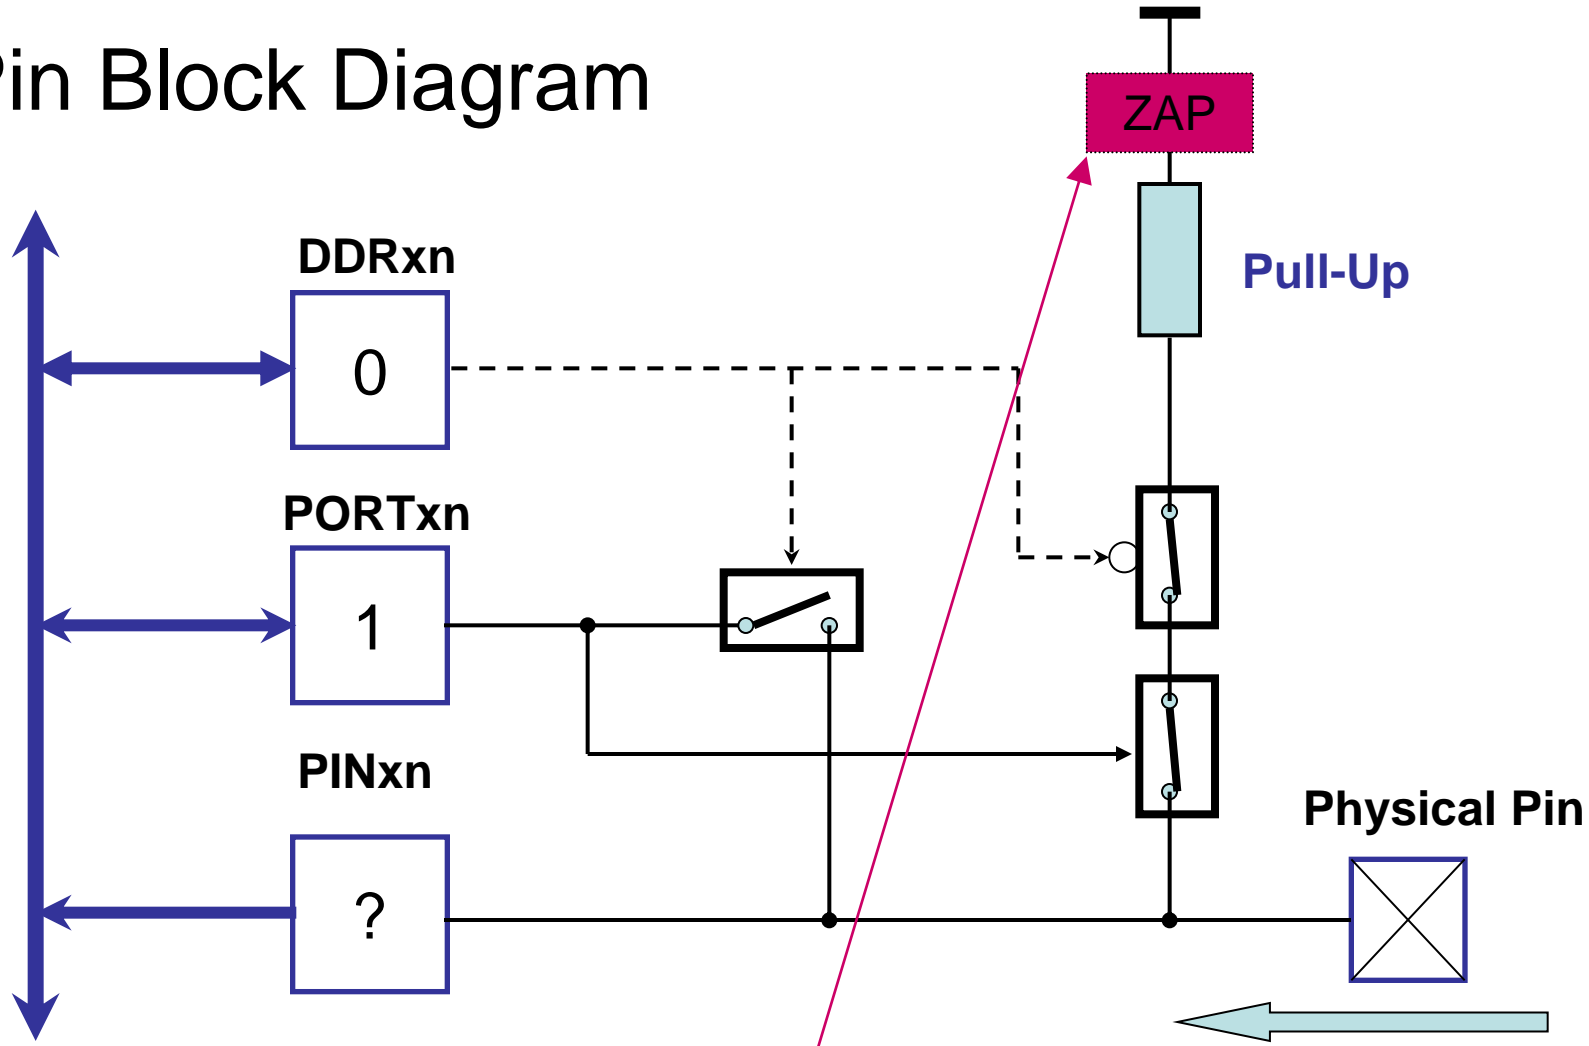 in Block Diagram
ZAP
DDRxn
Pull-Up
0
PORTxn
1
PINxn
Physical Pin
?